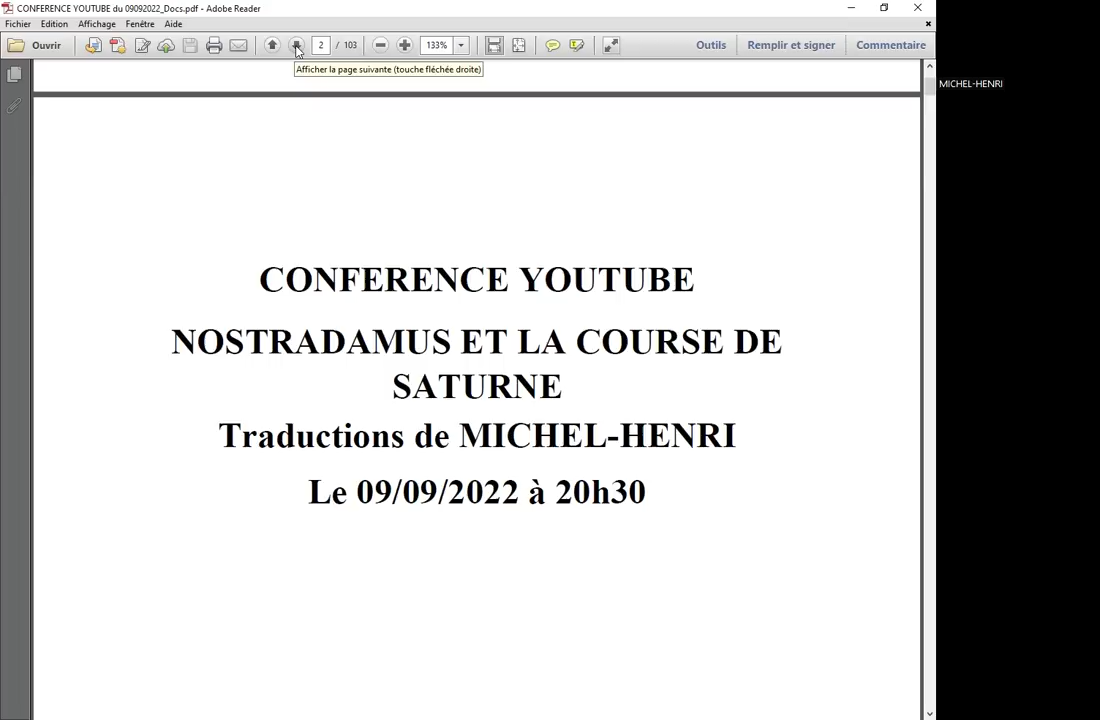 CONFERENCE YOUTUBE du 09092022_Docs.pdf - Adobe Reader
Fichier Edition Affichage Fenêtre Aide
Ouvrir 2 / 103 133% Outils Remplir et signer Commentaire
Afficher la page suivante (touche fléchée droite)
MICHEL-HENRI
CONFERENCE YOUTUBE
NOSTRADAMUS ET LA COURSE DE
SATURNE
Traductions de MICHEL-HENRI
Le 09/09/2022 à 20h30